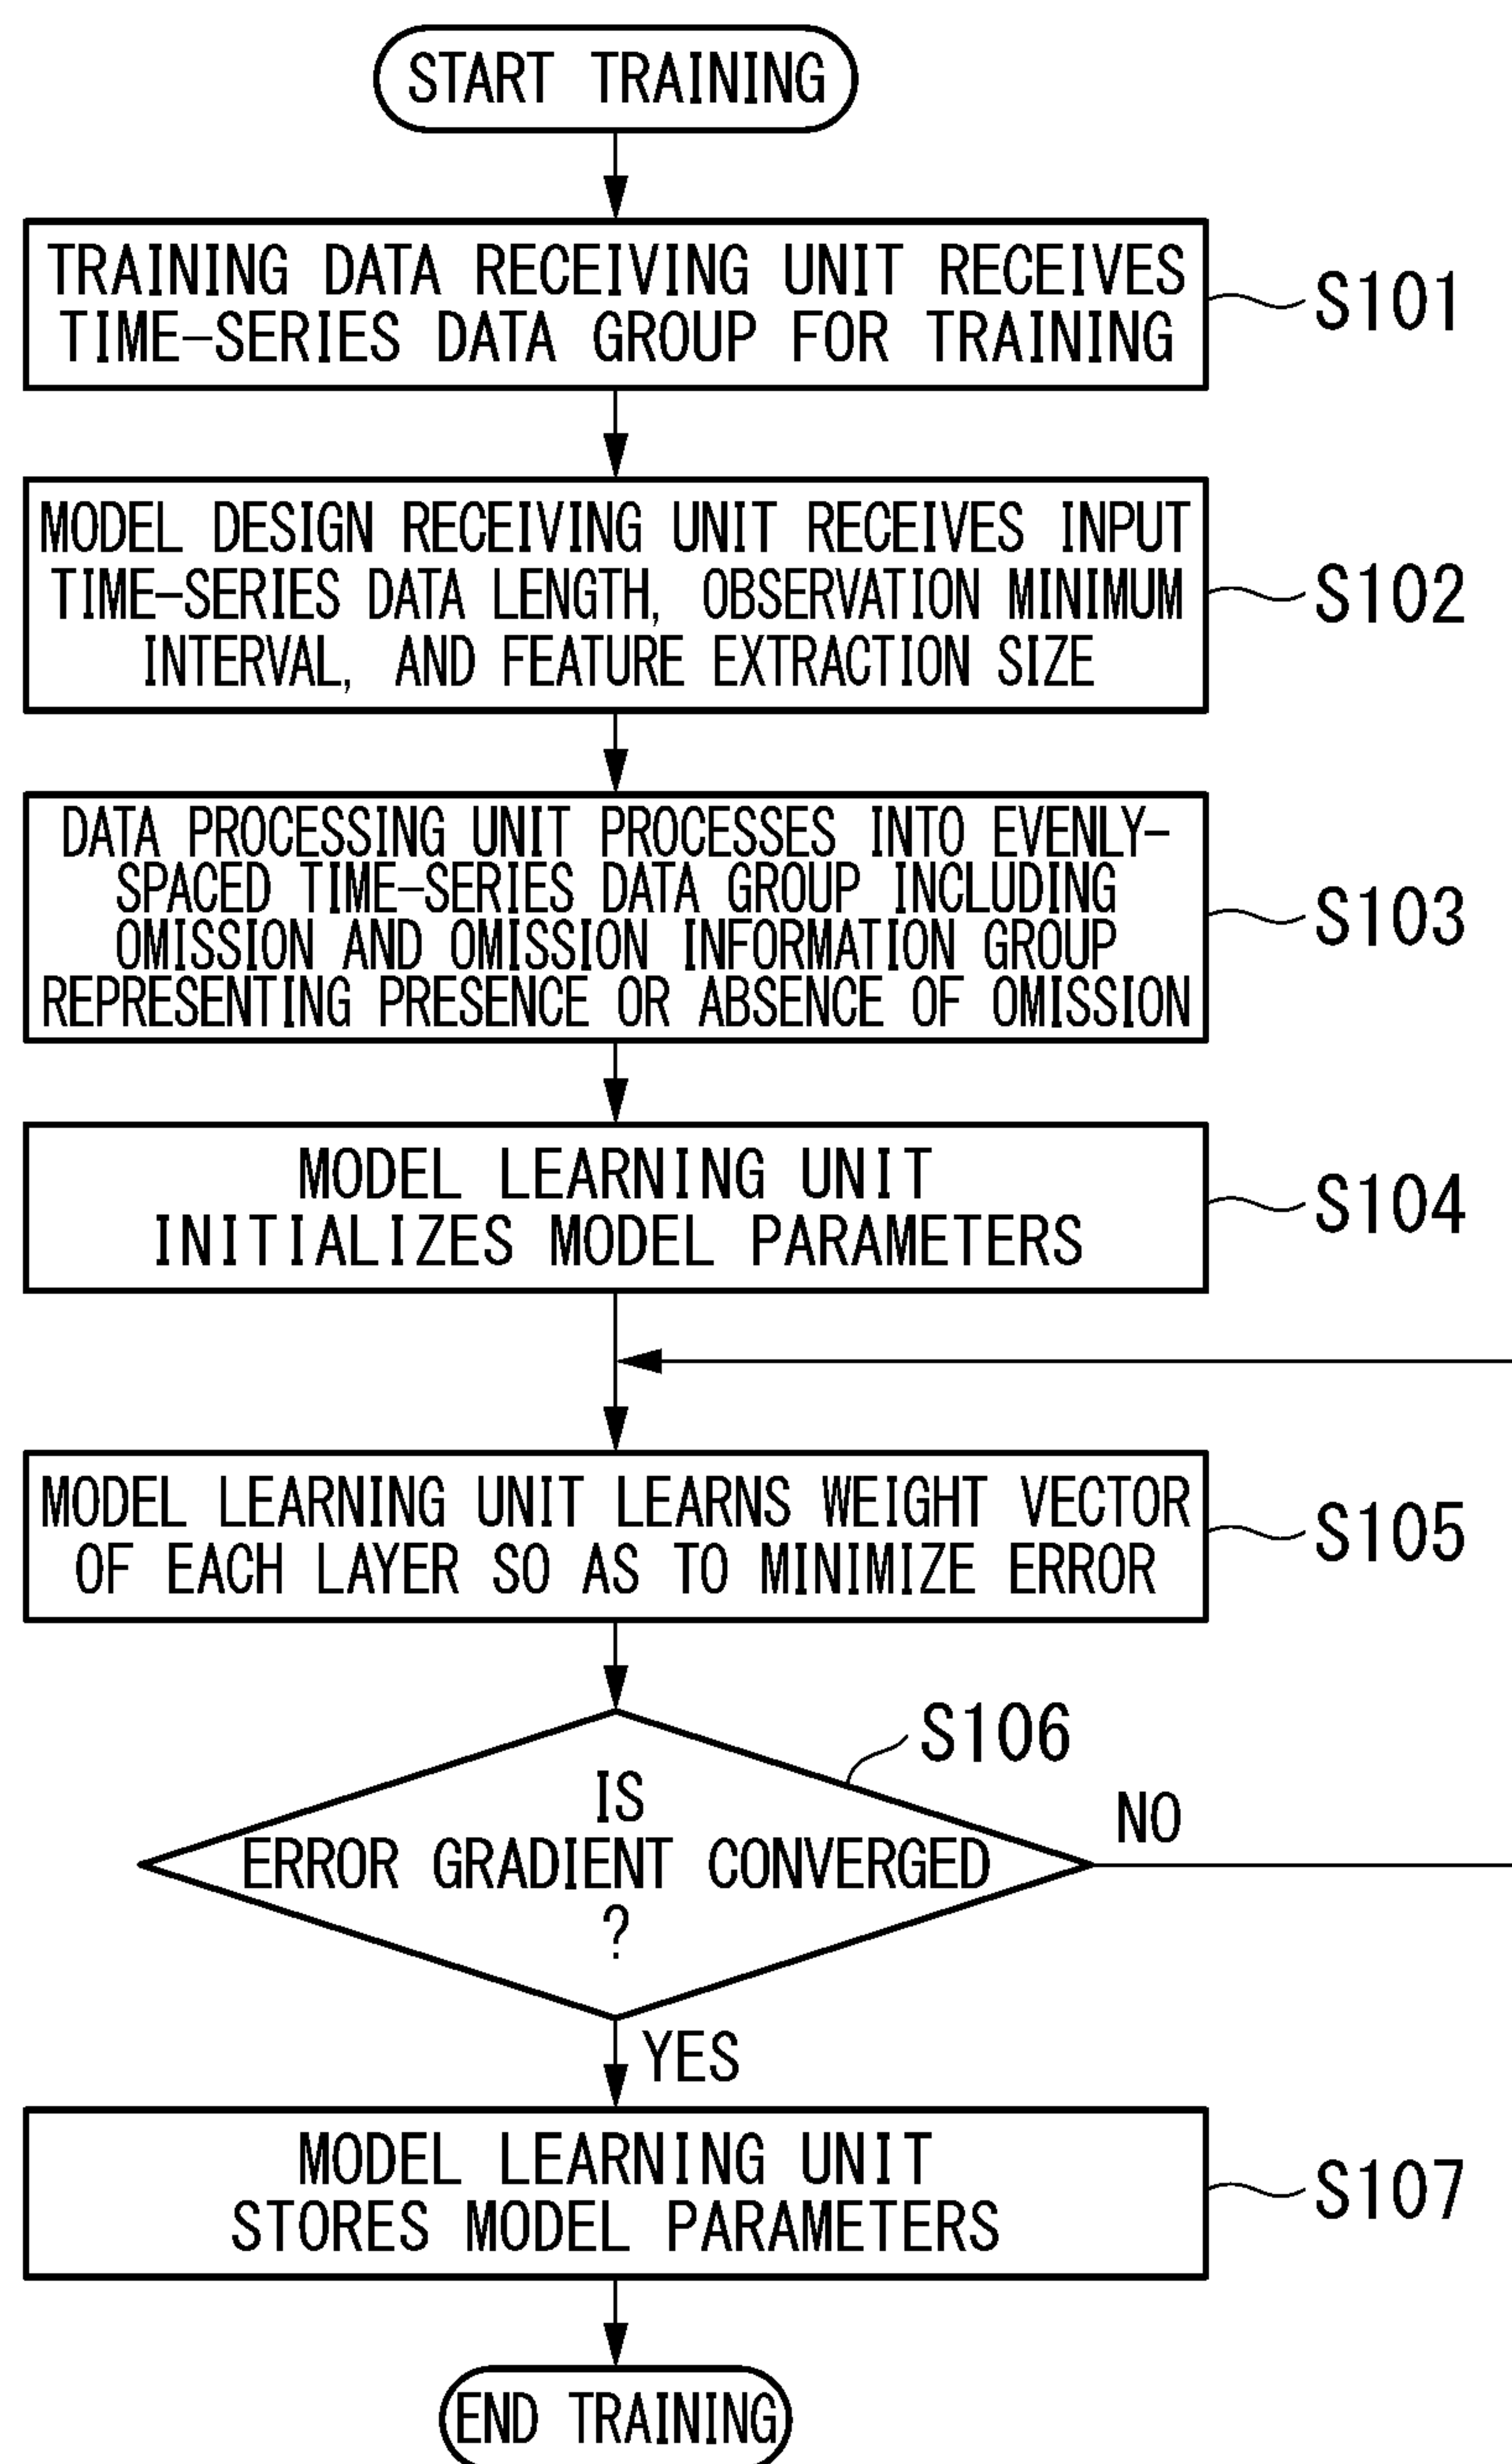 START TRAINING
TRAINING DATA RECEIVING UNIT RECEIVES
TIME-SERIES DATA GROUP FOR TRAINING
S101
MODEL DESIGN RECEIVING UNIT RECEIVES INPUT
TIME-SERIES DATA LENGTH, OBSERVATION MINIMUM
INTERVAL, AND FEATURE EXTRACTION SIZE
S102
DATA PROCESSING UNIT PROCESSES INTO EVENLY-
SPACED TIME-SERIES DATA GROUP INCLUDING
OMISSION AND OMISSION INFORMATION GROUP
REPRESENTING PRESENCE OR ABSENCE OF OMISSION
S103
MODEL LEARNING UNIT
INITIALIZES MODEL PARAMETERS
S104
MODEL LEARNING UNIT LEARNS WEIGHT VECTOR
OF EACH LAYER SO AS TO MINIMIZE ERROR
S105
S106
IS
ERROR GRADIENT CONVERGED
?
NO
YES
MODEL LEARNING UNIT
STORES MODEL PARAMETERS
S107
END TRAINING